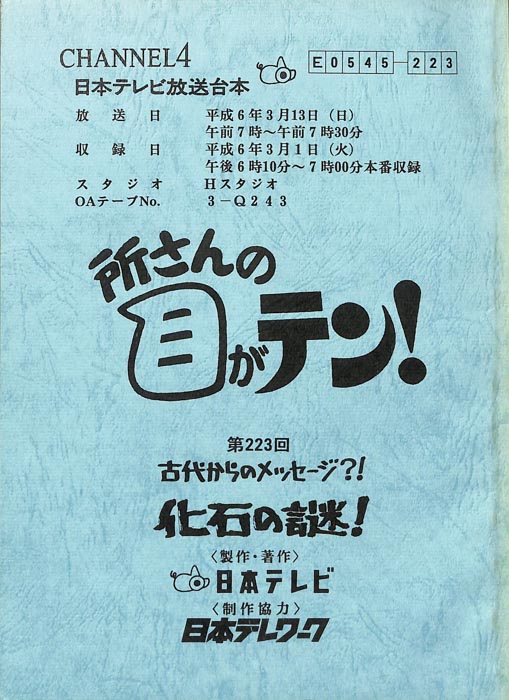 CHANNEL4
E0545-223
日本テレビ放送台本
放送日 平成6年3月13日(日)
午前7時~午前7時30分
収録日 平成6年3月1日(火)
午後6時10分~7時00分本番収録
スタジオ Hスタジオ
OAテープNo. 3-Q243
所さんの
目がテン!
第223回
古代からのメッセージ?!
化石の謎!
〈製作・著作〉
日本テレビ
〈制作協力〉
日本テレワーク